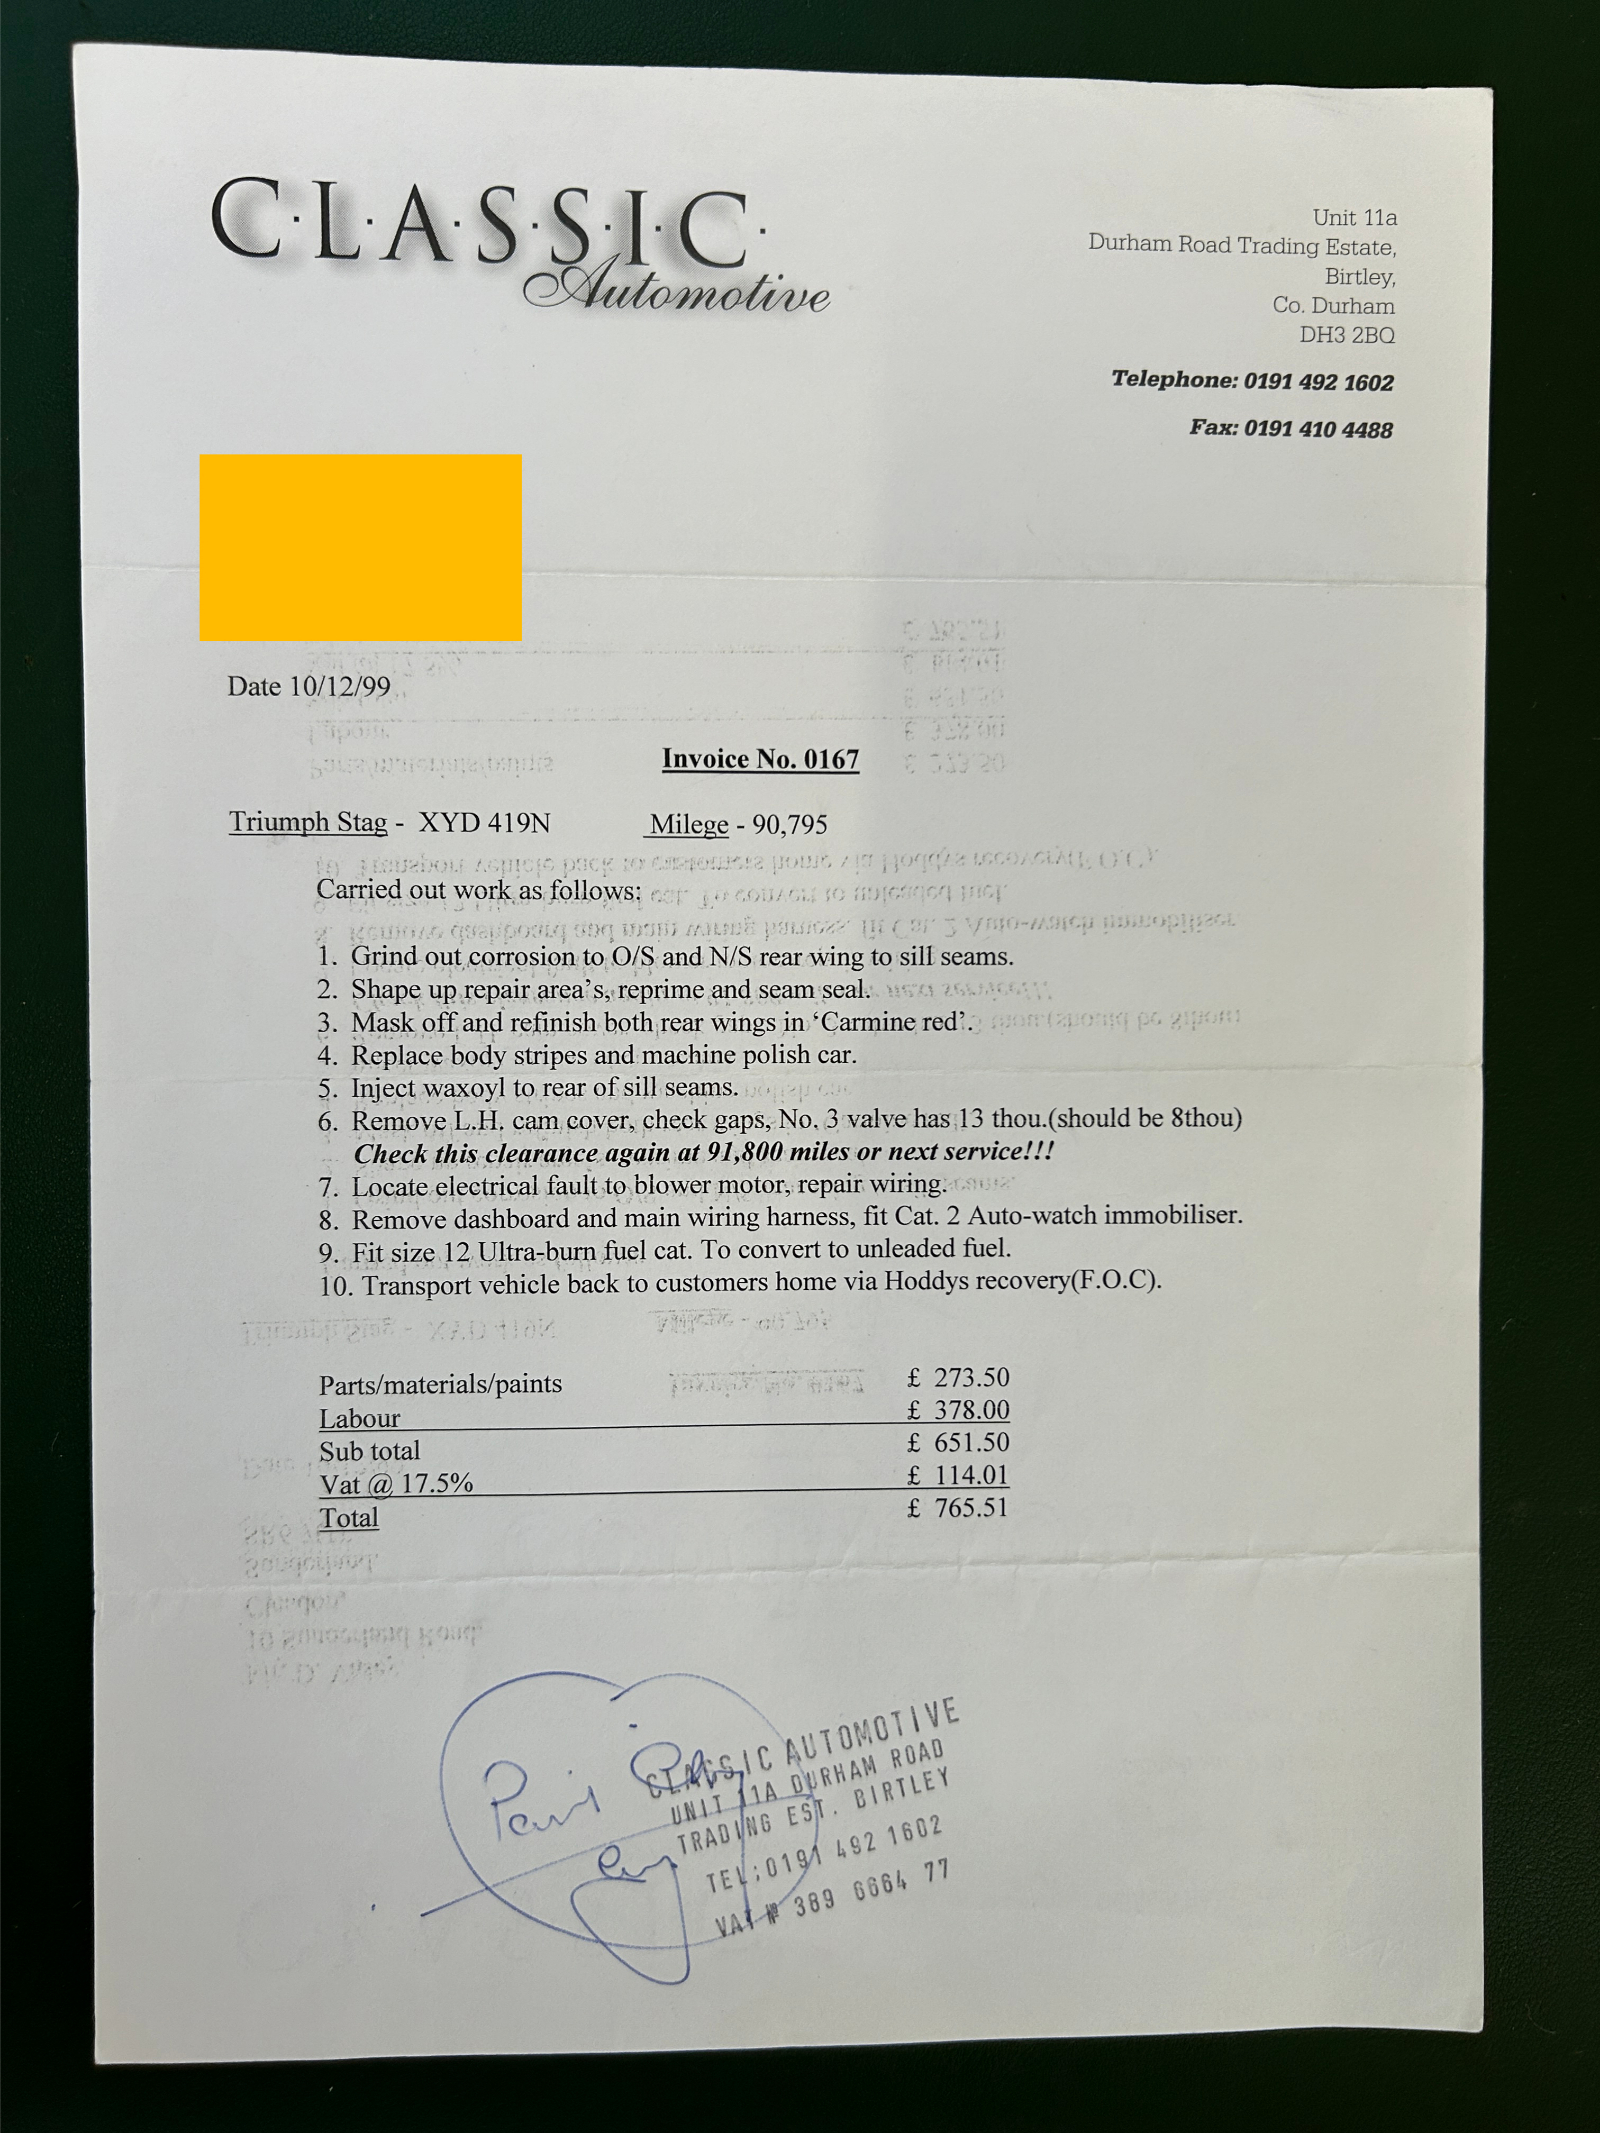 C·L·A·S·S·I·C·
Automotive
Unit 11a
Durham Road Trading Estate,
Birtley,
Co. Durham
DH3 2BQ
Telephone: 0191 492 1602
Fax: 0191 410 4488
Date 10/12/99
Invoice No. 0167
Triumph Stag - XYD 419N Milege - 90,795
Carried out work as follows:
1. Grind out corrosion to O/S and N/S rear wing to sill seams.
2. Shape up repair area's, reprime and seam seal.
3. Mask off and refinish both rear wings in ‘Carmine red’.
4. Replace body stripes and machine polish car.
5. Inject waxoyl to rear of sill seams.
6. Remove L.H. cam cover, check gaps, No. 3 valve has 13 thou.(should be 8thou)
Check this clearance again at 91,800 miles or next service!!!
7. Locate electrical fault to blower motor, repair wiring.
8. Remove dashboard and main wiring harness, fit Cat. 2 Auto-watch immobiliser.
9. Fit size 12 Ultra-burn fuel cat. To convert to unleaded fuel.
10. Transport vehicle back to customers home via Hoddys recovery(F.O.C).
Parts/materials/paints £ 273.50
Labour £ 378.00
Sub total £ 651.50
Vat @ 17.5% £ 114.01
Total £ 765.51
CLASSIC AUTOMOTIVE
UNIT 11A DURHAM ROAD
TRADING EST. BIRTLEY
TEL:0191 492 1602
VAT № 389 6664 77